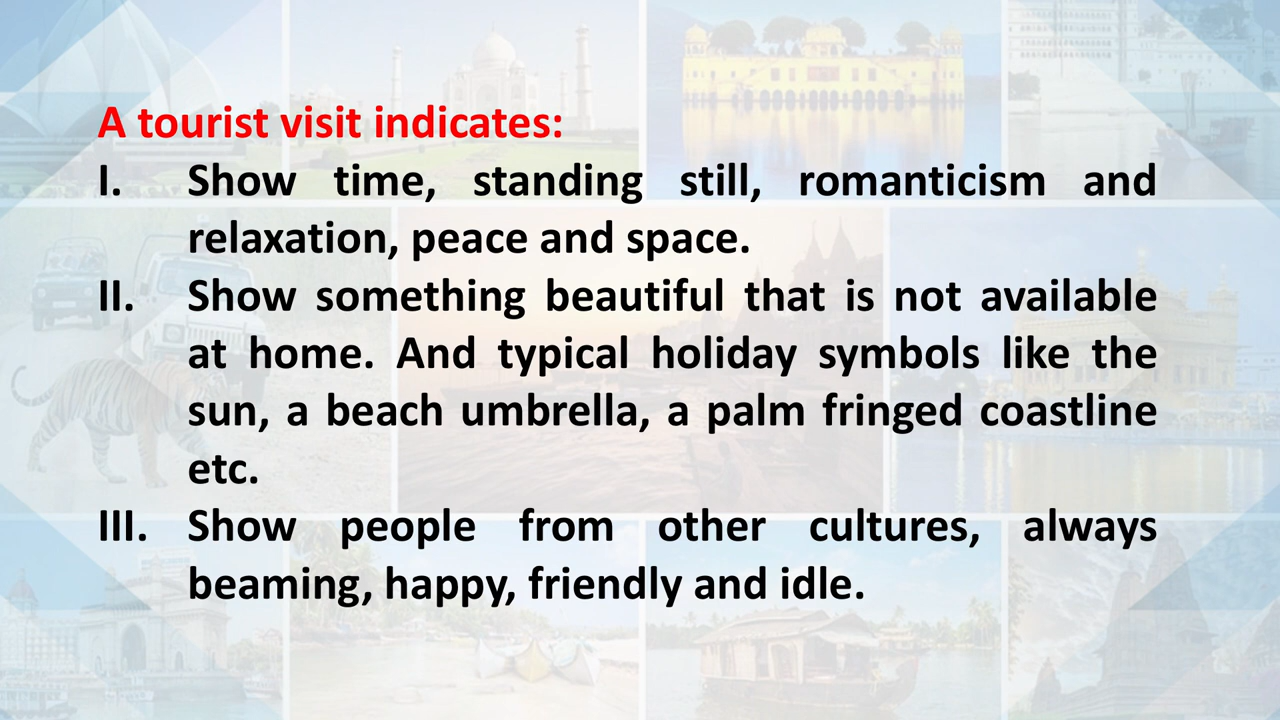 A tourist visit indicates:
I. Show time, standing still, romanticism and
relaxation, peace and space.
II. Show something beautiful that is not available
at home. And typical holiday symbols like the
sun, a beach umbrella, a palm fringed coastline
etc.
III. Show people from other cultures, always
beaming, happy, friendly and idle.